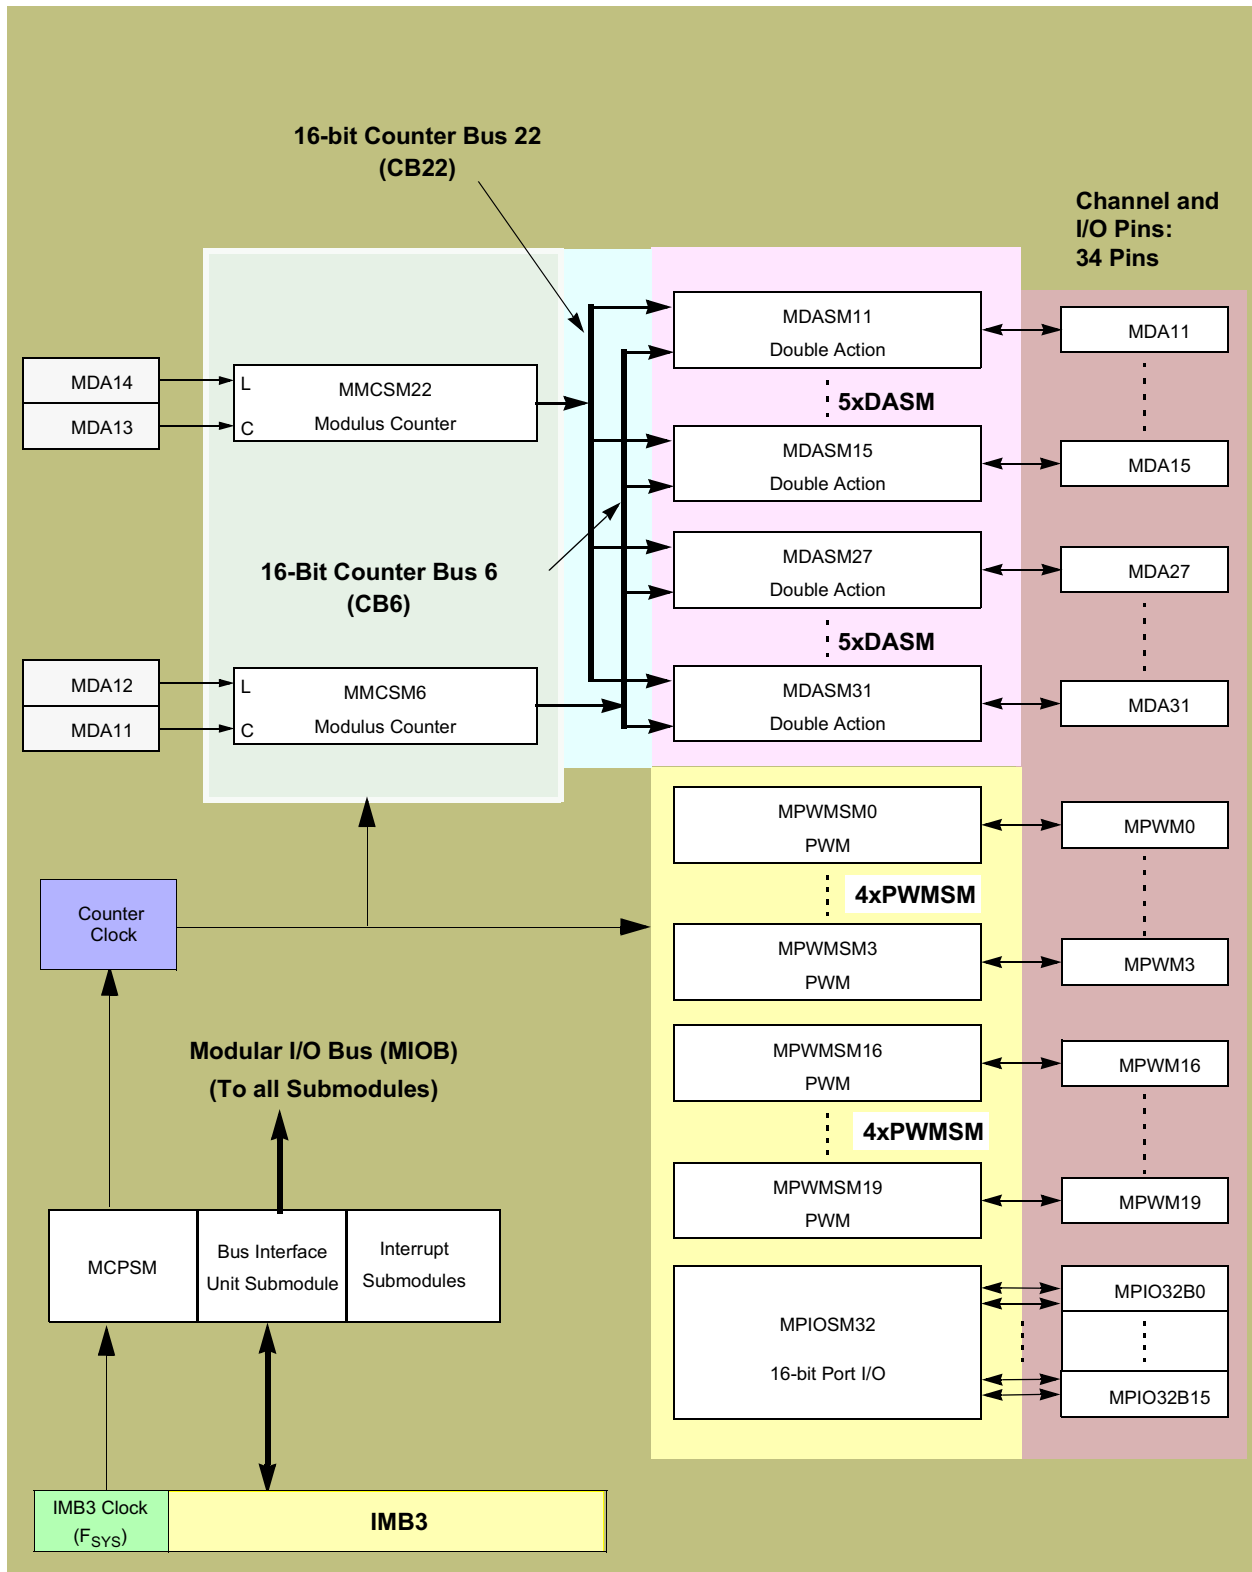 16-bit Counter Bus 22
(CB22)
Channel and
I/O Pins:
34 Pins
MDA14
MDA13
L
C
MMCSM22
Modulus Counter
MDASM11
Double Action
5xDASM
MDASM15
Double Action
MDA11
MDA15
16-Bit Counter Bus 6
(CB6)
MDASM27
Double Action
5xDASM
MDASM31
Double Action
MDA27
MDA31
MDA12
MDA11
L
C
MMCSM6
Modulus Counter
MPWMSM0
PWM
4xPWMSM
MPWMSM3
PWM
MPWM0
MPWM3
Counter
Clock
Modular I/O Bus (MIOB)
(To all Submodules)
MPWMSM16
PWM
4xPWMSM
MPWMSM19
PWM
MPWM16
MPWM19
MCPSM
Bus Interface
Unit Submodule
Interrupt
Submodules
MPIOSM32
16-bit Port I/O
MPIO32B0
MPIO32B15
IMB3 Clock
(FSYS)
IMB3